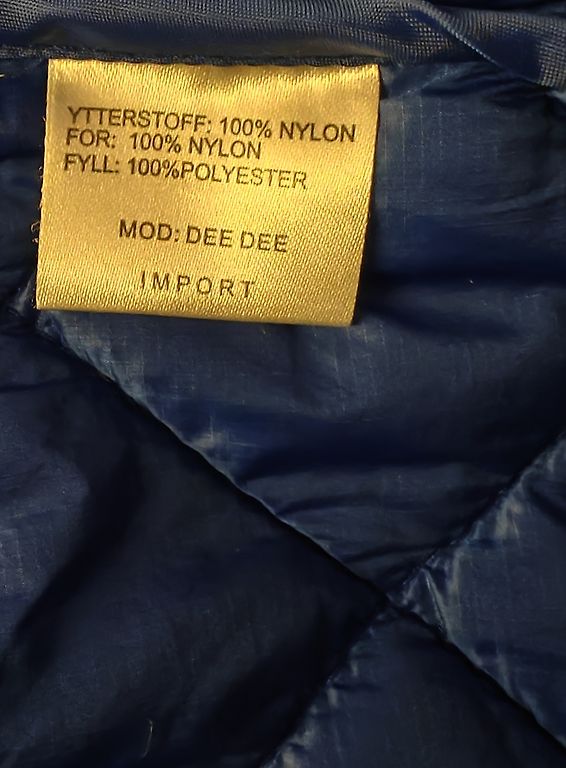 YTTERSTOFF: 100% NYLON
FOR: 100% NYLON
FYLL: 100%POLYESTER
MOD: DEE DEE
IMPORT